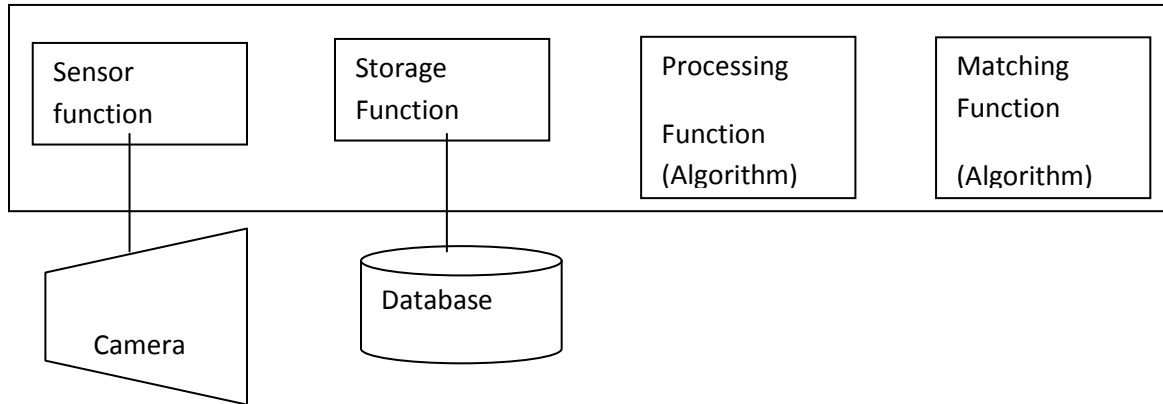 Sensor
function
Storage
Function
Processing
Function
(Algorithm)
Matching
Function
(Algorithm)
Camera
Database